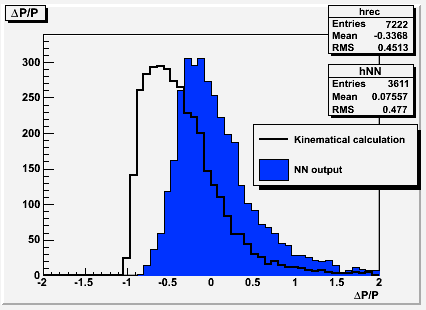 ΔP/P
hrec
Entries 7222
Mean -0.3368
RMS 0.4513
hNN
Entries 3611
Mean 0.07557
RMS 0.477
Kinematical calculation
NN output
300
250
200
150
100
50
0
-2 -1.5 -1 -0.5 0 0.5 1 1.5 2
ΔP/P